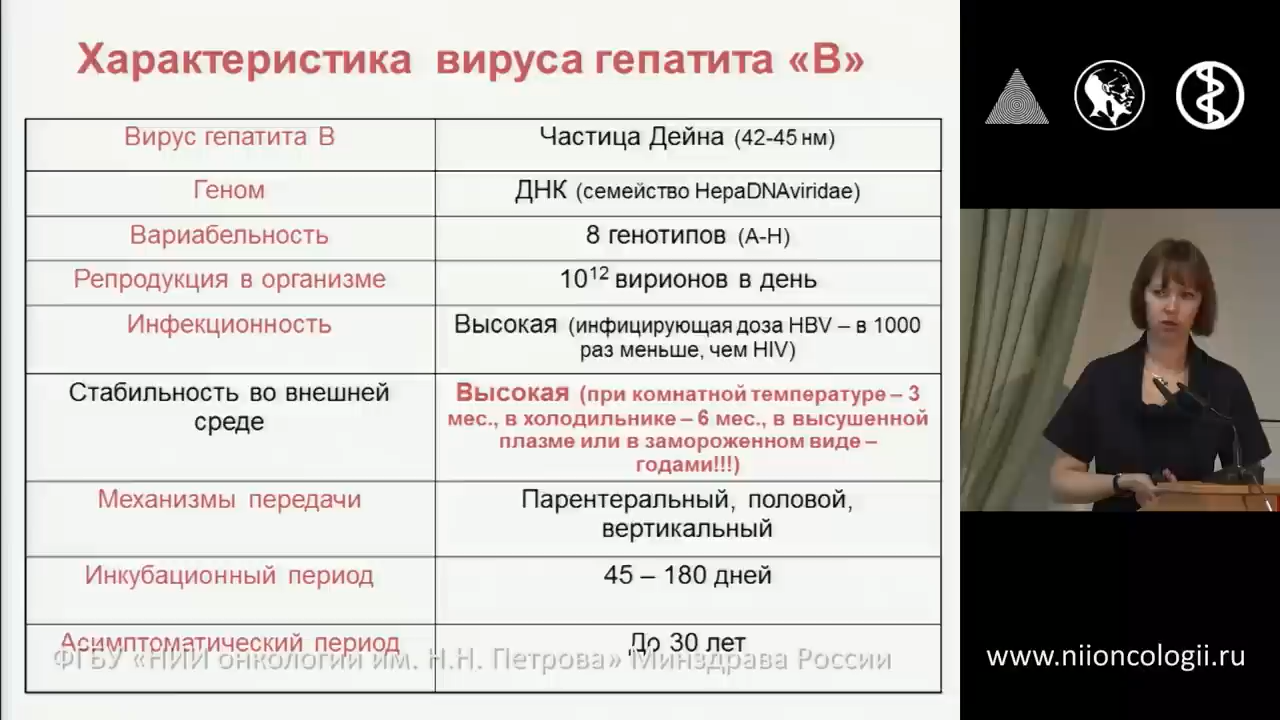 Характеристика вируса гепатита «В»
Вирус гепатита В
Частица Дейна (42-45 нм)
Геном
ДНК (семейство HepaDNAviridae)
Вариабельность
8 генотипов (A-H)
Репродукция в организме
10¹² вирионов в день
Инфекционность
Высокая (инфицирующая доза HBV – в 1000
раз меньше, чем HIV)
Стабильность во внешней
среде
Высокая (при комнатной температуре – 3
мес., в холодильнике – 6 мес., в высушенной
плазме или в замороженном виде –
годами!!!)
Механизмы передачи
Парентеральный, половой,
вертикальный
Инкубационный период
45 – 180 дней
Асимптоматический период
До 30 лет
ФГБУ «НИИ онкологии им. Н.Н. Петрова» Минздрава России
www.niioncologii.ru